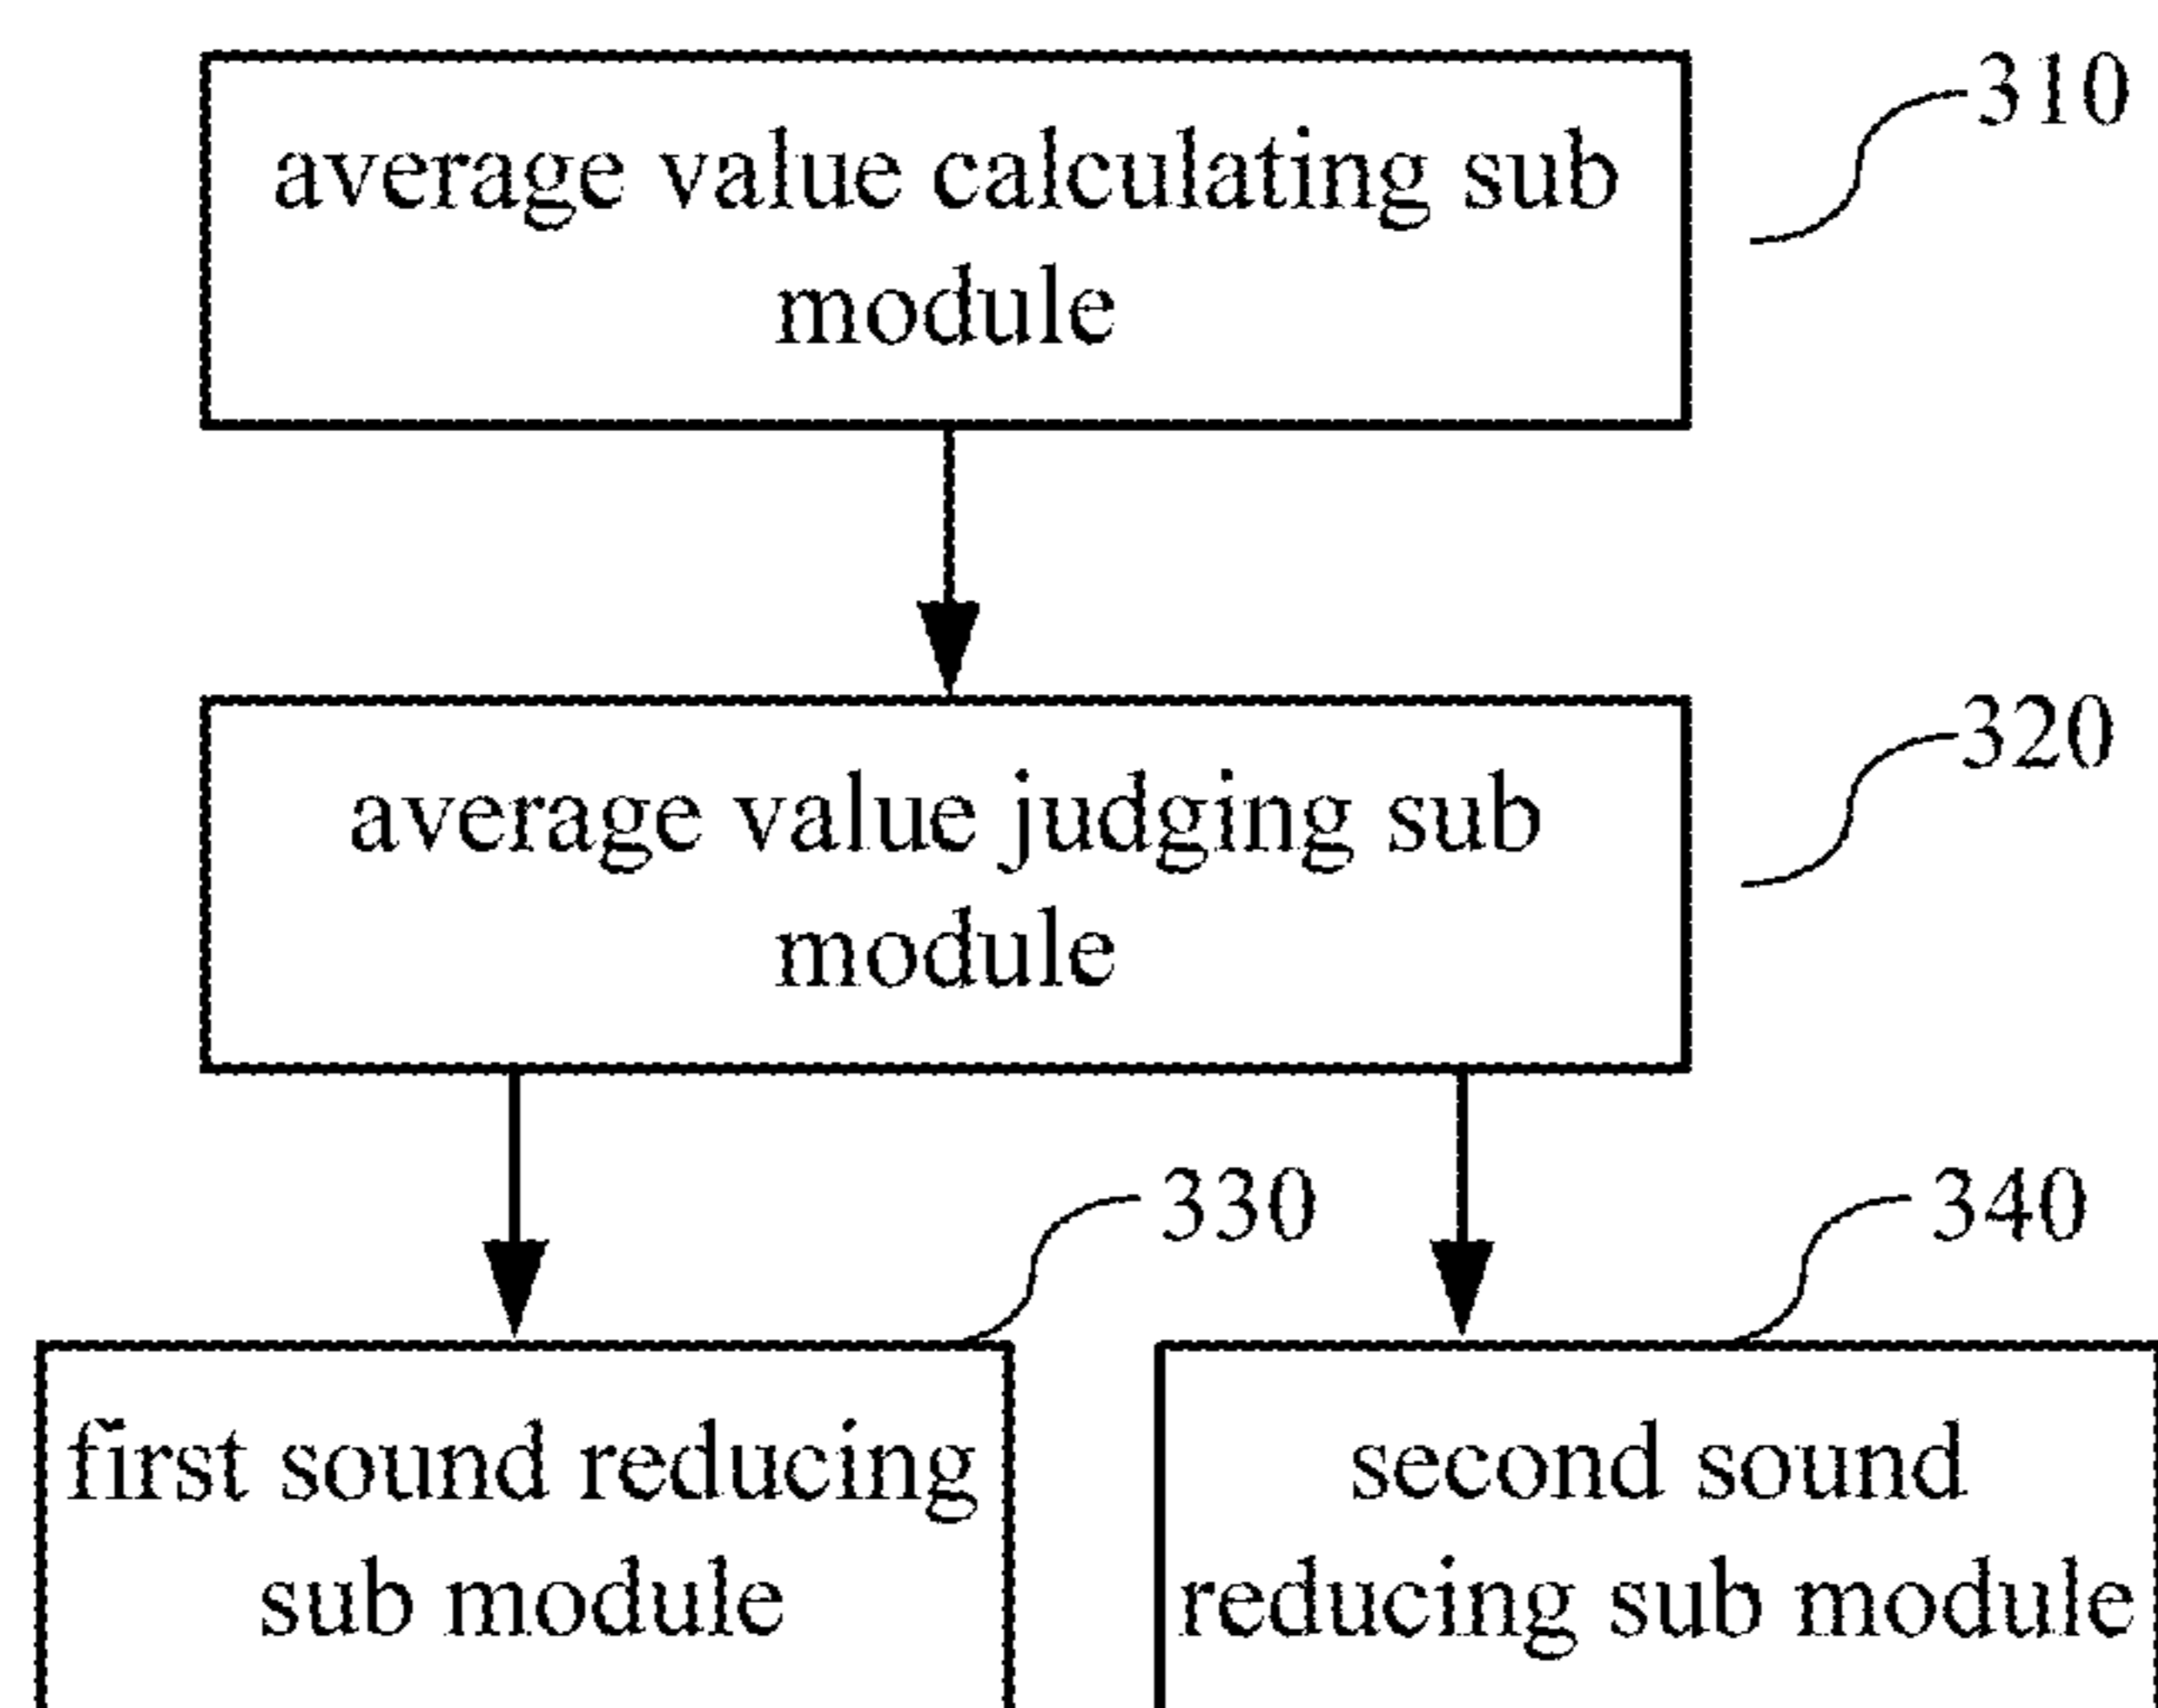 310
average value calculating sub
module
320
average value judging sub
module
330
340
first sound reducing
sub module
second sound
reducing sub module